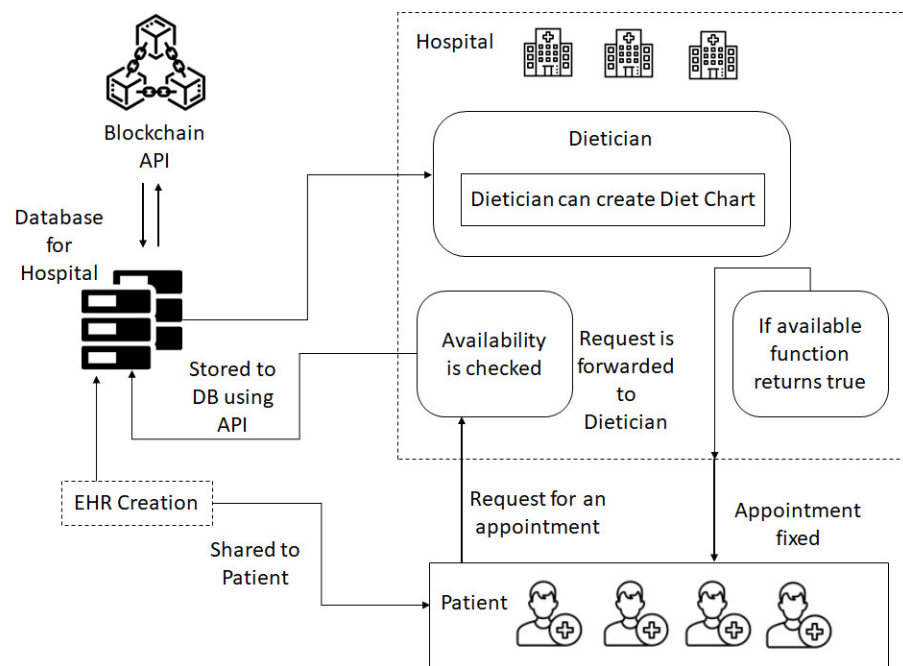 Hospital
Blockchain
API
Dietician
Dietician can create Diet Chart
Database
for
Hospital
Availability
is checked
Request is
forwarded
to
Dietician
If available
function
returns true
Stored to
DB using
API
EHR Creation
Request for an
appointment
Appointment
fixed
Shared to
Patient
Patient